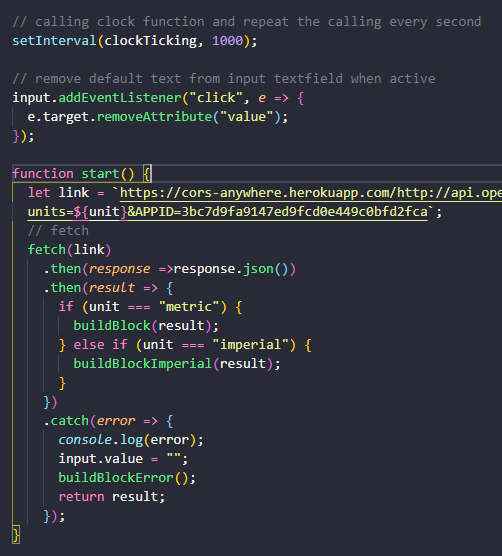 // calling clock function and repeat the calling every second
setInterval(clockTicking, 1000);
// remove default text from input textfield when active
input.addEventListener("click", e => {
  e.target.removeAttribute("value");
});
function start() {
  let link = `https://cors-anywhere.herokuapp.com/http://api.ope
  units=${unit}&APPID=3bc7d9fa9147ed9fcd0e449c0bfd2fca`;
  // fetch
  fetch(link)
    .then(response =>response.json())
    .then(result => {
      if (unit === "metric") {
        buildBlock(result);
      } else if (unit === "imperial") {
        buildBlockImperial(result);
      }
    })
    .catch(error => {
      console.log(error);
      input.value = "";
      buildBlockError();
      return result;
    });
}